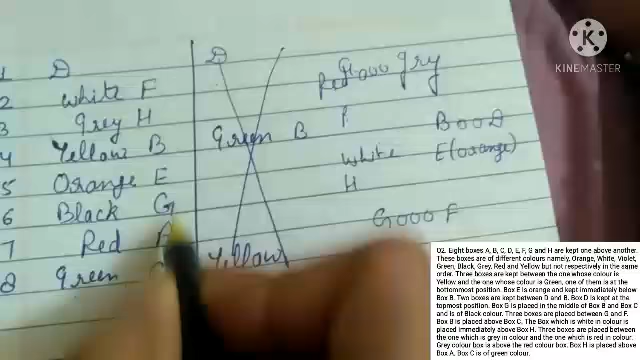 KINEMASTER
1 D
2 White F
3 Grey H
4 Yellow B
5 Orange E
6 Black G
7 Red
8 Green
D
Green B
Yellow
Gooo Gry
Red
White
H
B O O D
E (orange)
GOOO F
02. Eight boxes A, B, C, D, E, F, G and H are kept one above another.
These boxes are of different colours namely, Orange, White, Violet,
Green, Black, Grey, Red and Yellow but not respectively in the same
order. Three boxes are kept between the one whose colour is
Yellow and the one whose colour is Green, one of them is at the
bottommost position. Box E is orange and kept immediately below
Box B. Two boxes are kept between D and B. Box D is kept at the
topmost position. Box G is placed in the middle of Box B and Box C
and is of Black colour. Three boxes are placed between G and F.
Box B is placed above Box C. The Box which is white in colour is
placed immediately above Box H. Three boxes are placed between
the one which is grey in colour and the one which is red in colour.
Grey colour box is above the red colour box. Box H is placed above
Box A. Box C is of green colour.